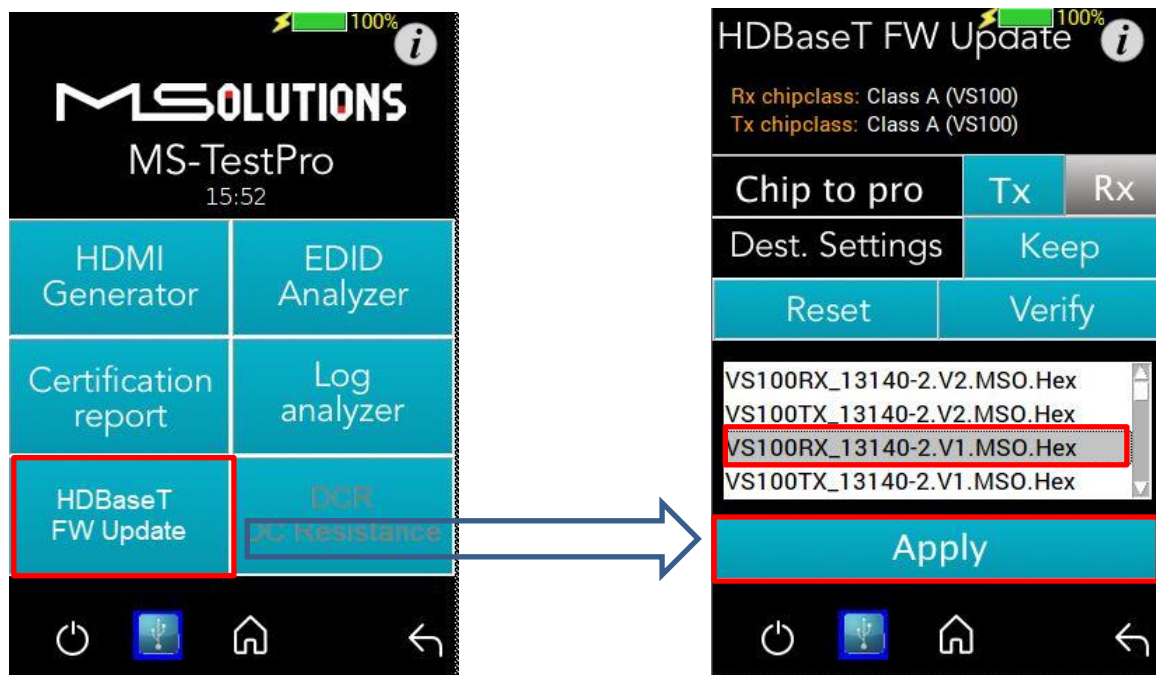 100%
i
MSOLUTIONS
MS-TestPro
15:52
HDMI
Generator
EDID
Analyzer
Certification
report
Log
analyzer
HDBaseT
FW Update
DCR
DC Resistance
HDBaseT FW Update
100%
i
Rx chipclass: Class A (VS100)
Tx chipclass: Class A (VS100)
Chip to pro
Tx
Rx
Dest. Settings
Keep
Reset
Verify
VS100RX_13140-2.V2.MSO.Hex
VS100TX_13140-2.V2.MSO.Hex
VS100RX_13140-2.V1.MSO.Hex
VS100TX_13140-2.V1.MSO.Hex
Apply